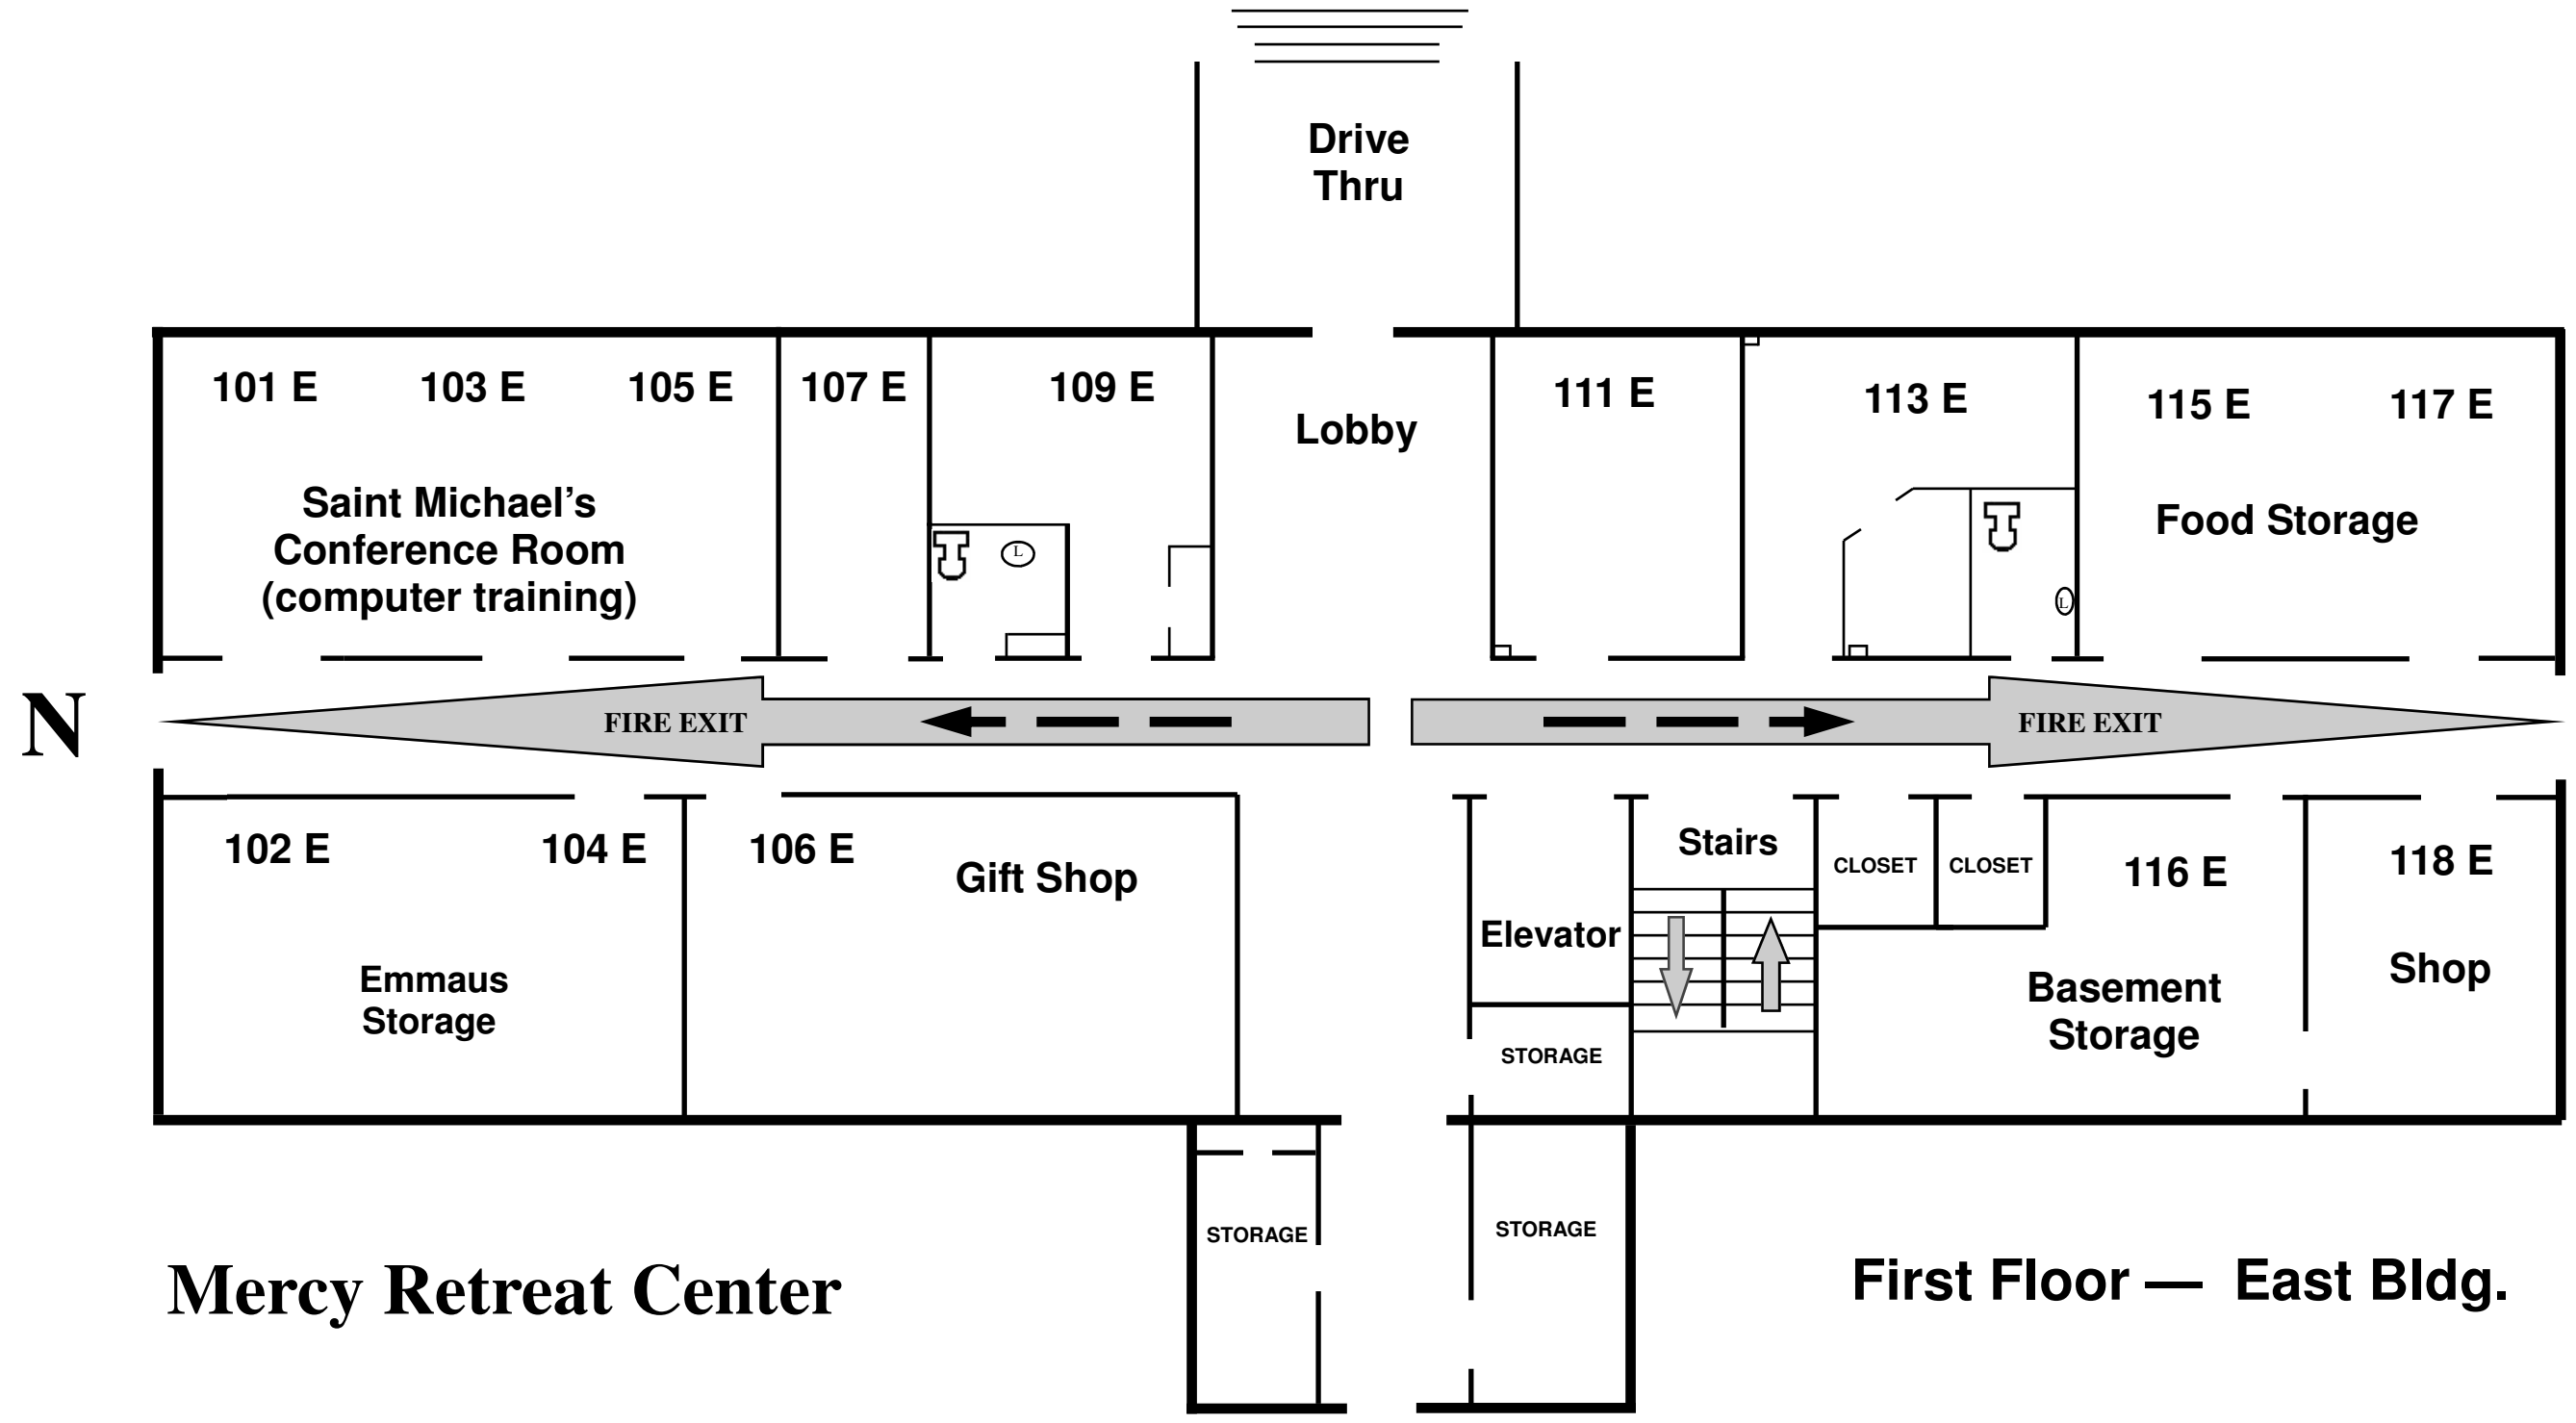 Drive
Thru
101 E 103 E 105 E 107 E 109 E
Lobby
111 E 113 E 115 E 117 E
Saint Michael’s
Conference Room
(computer training)
Food Storage
L
L
N
FIRE EXIT
FIRE EXIT
102 E 104 E 106 E
Gift Shop
Emmaus
Storage
Stairs
Elevator
STORAGE
CLOSET
CLOSET
116 E
Basement
Storage
118 E
Shop
STORAGE
STORAGE
Mercy Retreat Center
First Floor — East Bldg.